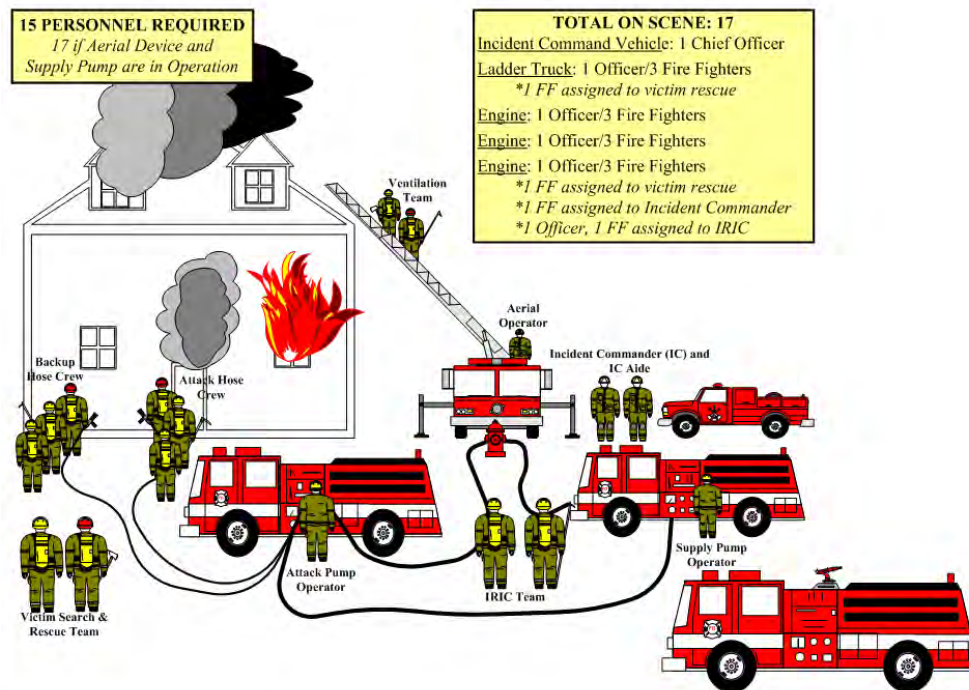 15 PERSONNEL REQUIRED
17 if Aerial Device and
Supply Pump are in Operation
TOTAL ON SCENE: 17
Incident Command Vehicle: 1 Chief Officer
Ladder Truck: 1 Officer/3 Fire Fighters
*1 FF assigned to victim rescue
Engine: 1 Officer/3 Fire Fighters
Engine: 1 Officer/3 Fire Fighters
Engine: 1 Officer/3 Fire Fighters
*1 FF assigned to victim rescue
*1 FF assigned to Incident Commander
*1 Officer, 1 FF assigned to IRIC
Ventilation
Team
Aerial
Operator
Incident Commander (IC) and
IC Aide
Backup
Hose Crew
Attack Hose
Crew
Attack Pump
Operator
IRIC Team
Supply Pump
Operator
Victim Search &
Rescue Team